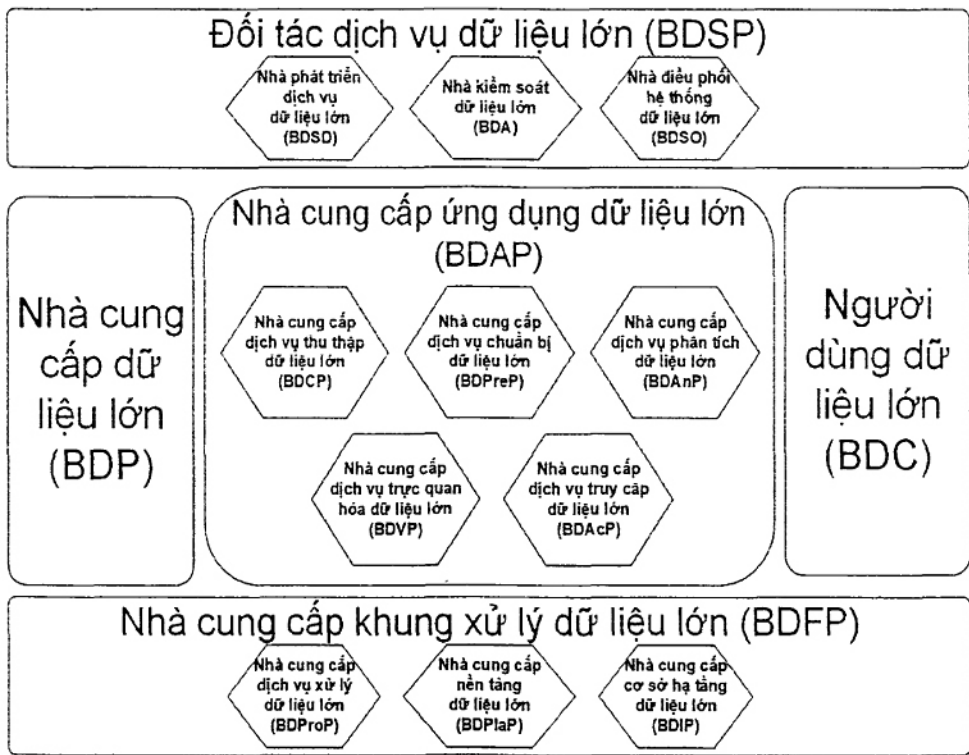 Đối tác dịch vụ dữ liệu lớn (BDSP)
Nhà phát triển
dịch vụ
dữ liệu lớn
(BDSD)
Nhà kiểm soát
dữ liệu lớn
(BDA)
Nhà điều phối
hệ thống
dữ liệu lớn
(BDSO)
Nhà cung
cấp dữ
liệu lớn
(BDP)
Nhà cung cấp ứng dụng dữ liệu lớn
(BDAP)
Nhà cung cấp
dịch vụ thu thập
dữ liệu lớn
(BDCP)
Nhà cung cấp
dịch vụ chuẩn bị
dữ liệu lớn
(BDPreP)
Nhà cung cấp
dịch vụ phân tích
dữ liệu lớn
(BDAnP)
Nhà cung cấp
dịch vụ trực quan
hóa dữ liệu lớn
(BDVP)
Nhà cung cấp
dịch vụ truy cập
dữ liệu lớn
(BDAcP)
Người
dùng dữ
liệu lớn
(BDC)
Nhà cung cấp khung xử lý dữ liệu lớn (BDFP)
Nhà cung cấp
dịch vụ xử lý
dữ liệu lớn
(BDProP)
Nhà cung cấp
nền tảng
dữ liệu lớn
(BDPlaP)
Nhà cung cấp
cơ sở hạ tầng
dữ liệu lớn
(BDIP)